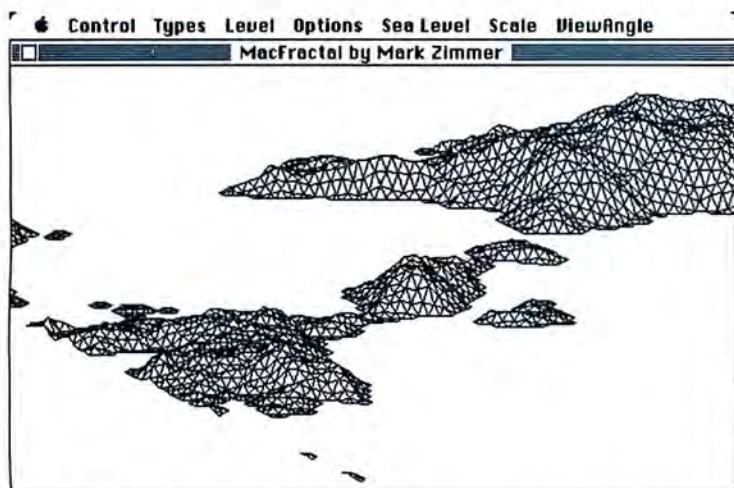 Control Types Level Options Sea Level Scale ViewAngle
MacFractal by Mark Zimmer